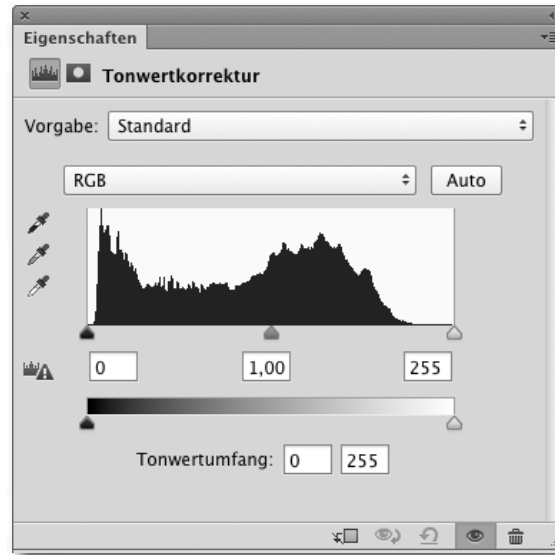 Eigenschaften
Tonwertkorrektur
Vorgabe: Standard
RGB Auto
0 1,00 255
Tonwertumfang: 0 255